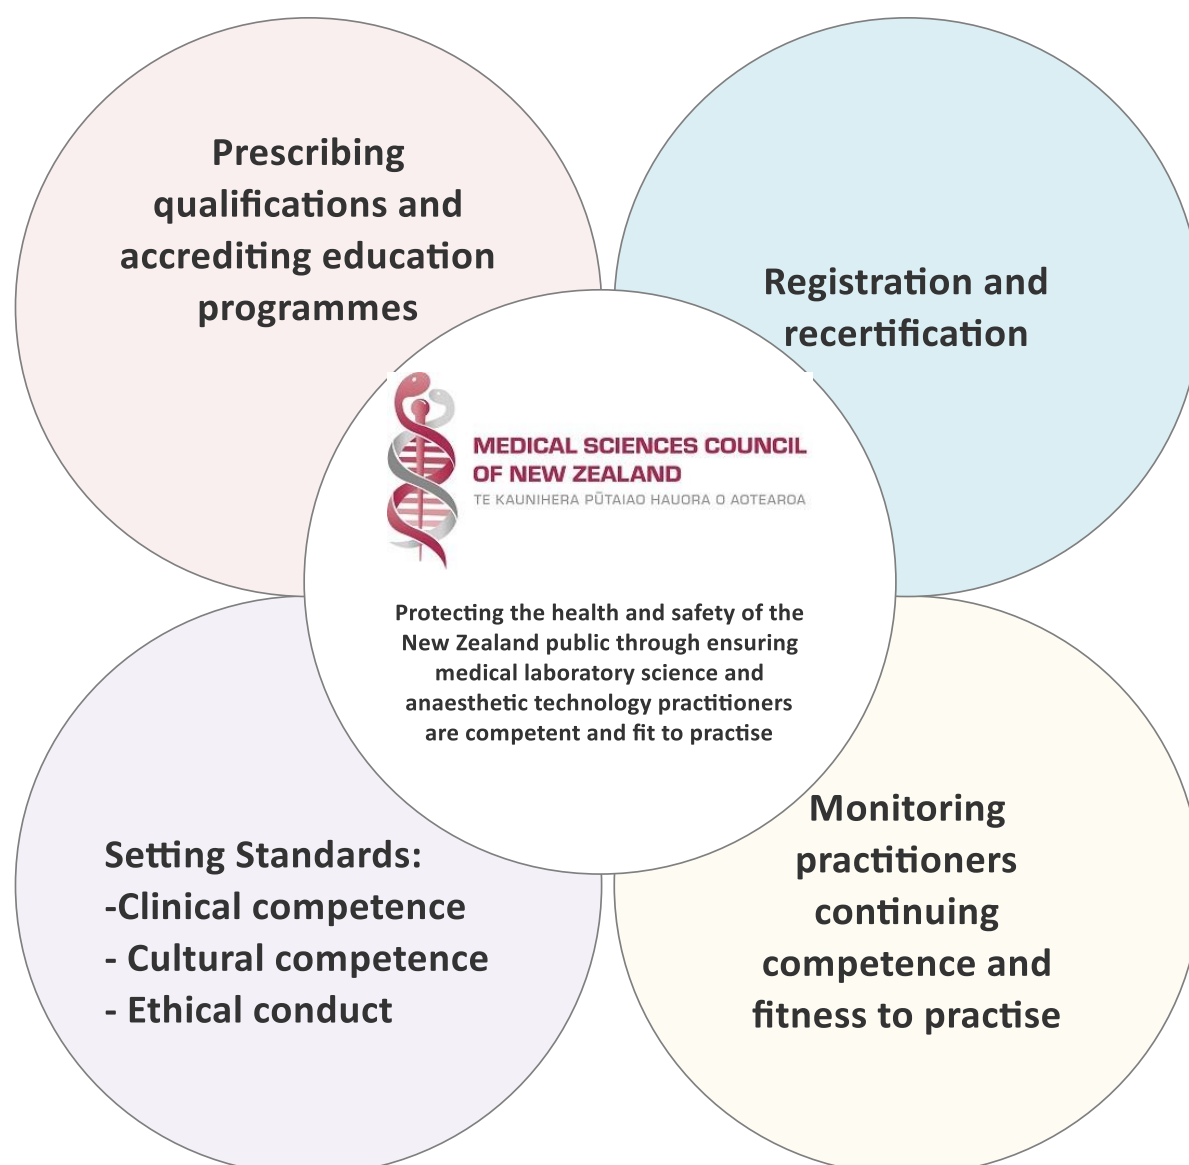 Prescribing
qualifications and
accrediting education
programmes
Registration and
recertification
MEDICAL SCIENCES COUNCIL
OF NEW ZEALAND
TE KAUNIHERA PŪTAIAO HAUORA O AOTEAROA
Protecting the health and safety of the
New Zealand public through ensuring
medical laboratory science and
anaesthetic technology practitioners
are competent and fit to practise
Setting Standards:
-Clinical competence
- Cultural competence
- Ethical conduct
Monitoring
practitioners
continuing
competence and
fitness to practise